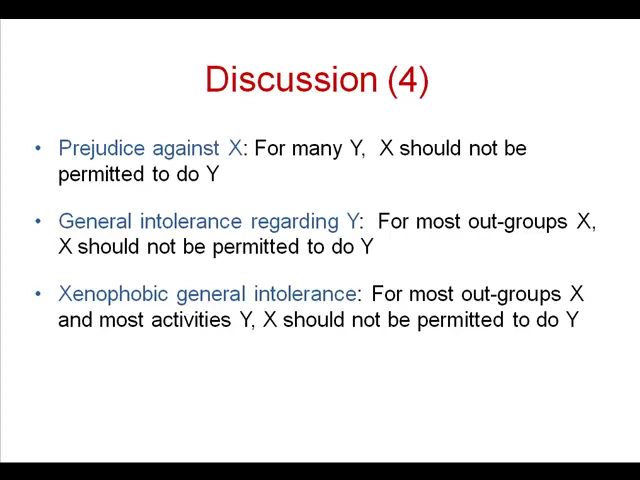 Discussion (4)
• Prejudice against X: For many Y, X should not be
permitted to do Y
• General intolerance regarding Y: For most out-groups X,
X should not be permitted to do Y
• Xenophobic general intolerance: For most out-groups X
and most activities Y, X should not be permitted to do Y